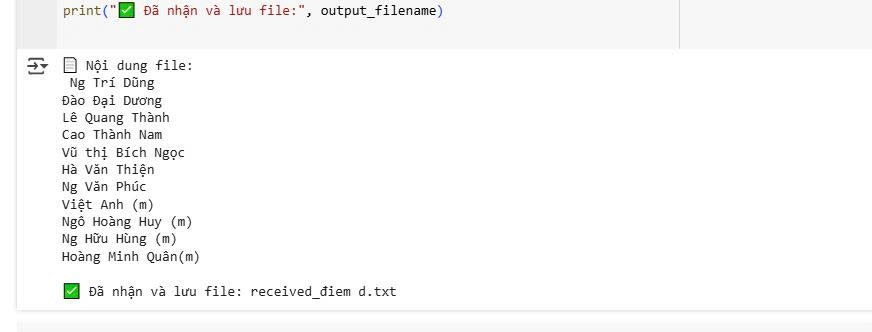 print("✅ Đã nhận và lưu file:", output_filename)
📄 Nội dung file:
Ng Trí Dũng
Đào Đại Dương
Lê Quang Thành
Cao Thành Nam
Vũ thị Bích Ngọc
Hà Văn Thiện
Ng Văn Phúc
Việt Anh (m)
Ngô Hoàng Huy (m)
Ng Hữu Hùng (m)
Hoàng Minh Quân(m)
✅ Đã nhận và lưu file: received_điem d.txt